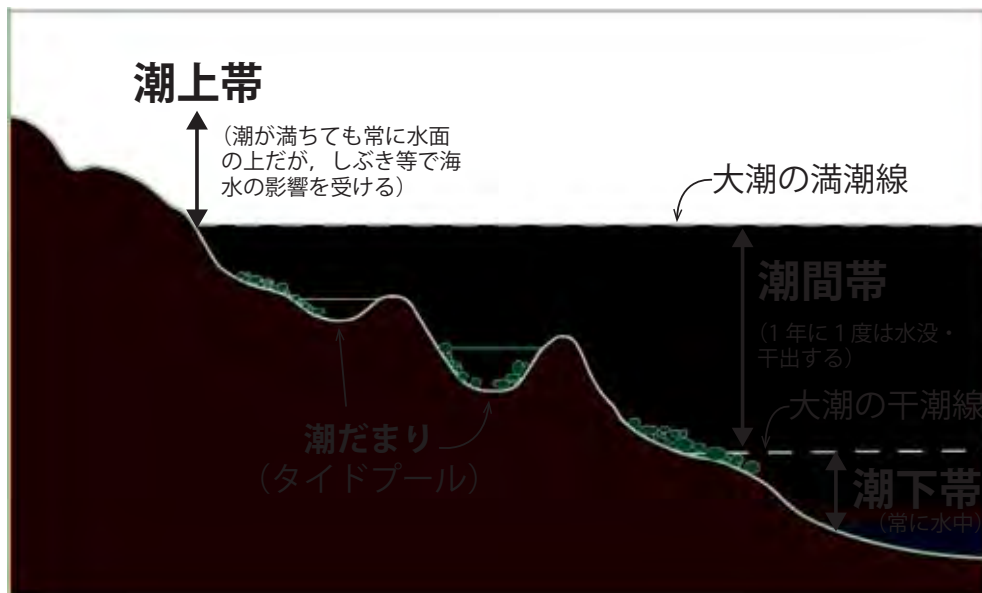 潮上帯
（潮が満ちても常に水面
の上だが，しぶき等で海
水の影響を受ける）
大潮の満潮線
潮間帯
（1 年に 1 度は水没・
干出する）
大潮の干潮線
潮だまり
（タイドプール）
潮下帯
（常に水中）